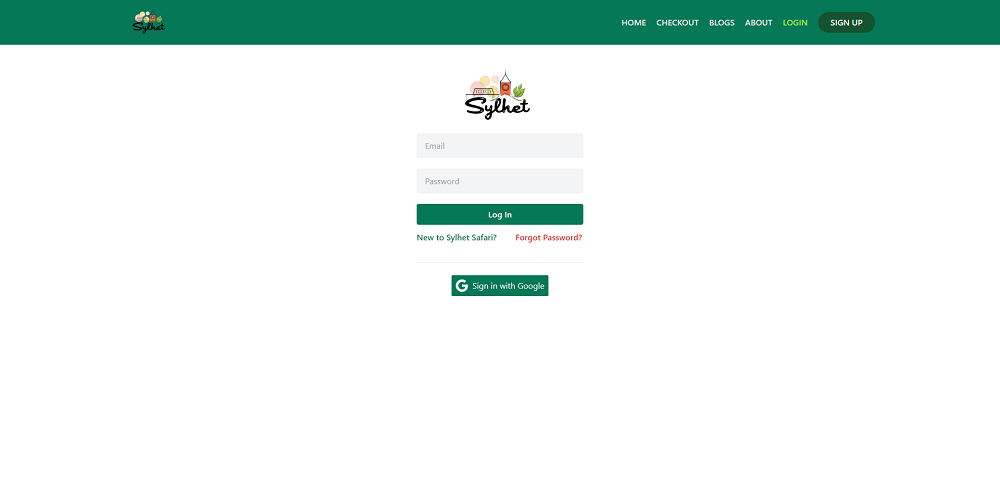 Sylhet
HOME CHECKOUT BLOGS ABOUT LOGIN SIGN UP
Sylhet
Email
Password
Log In
New to Sylhet Safari? Forgot Password?
Sign in with Google